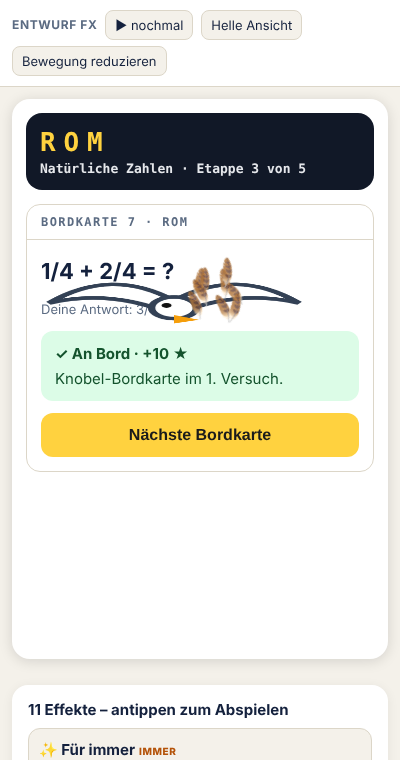 ENTWURF FX
▶ nochmal
Helle Ansicht
Bewegung reduzieren
ROM
Natürliche Zahlen · Etappe 3 von 5
BORDKARTE 7 · ROM
1/4 + 2/4 = ?
Deine Antwort: 3/
✓ An Bord · +10 ★
Knobel-Bordkarte im 1. Versuch.
Nächste Bordkarte
11 Effekte – antippen zum Abspielen
✨ Für immer IMMER